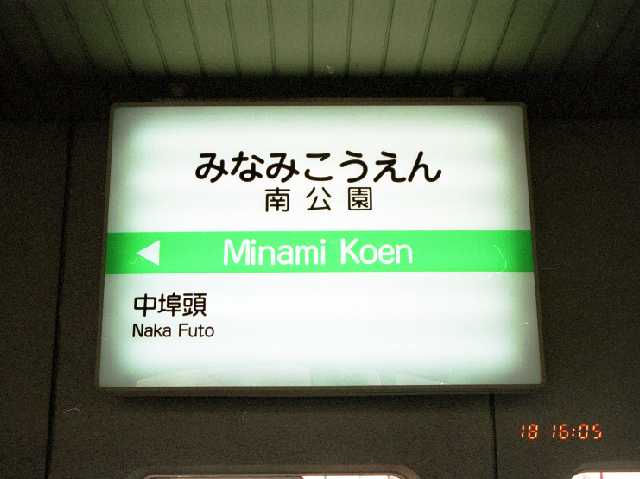 みなみこうえん
南公園
Minami Koen
中埠頭
Naka Futo
18 16:05